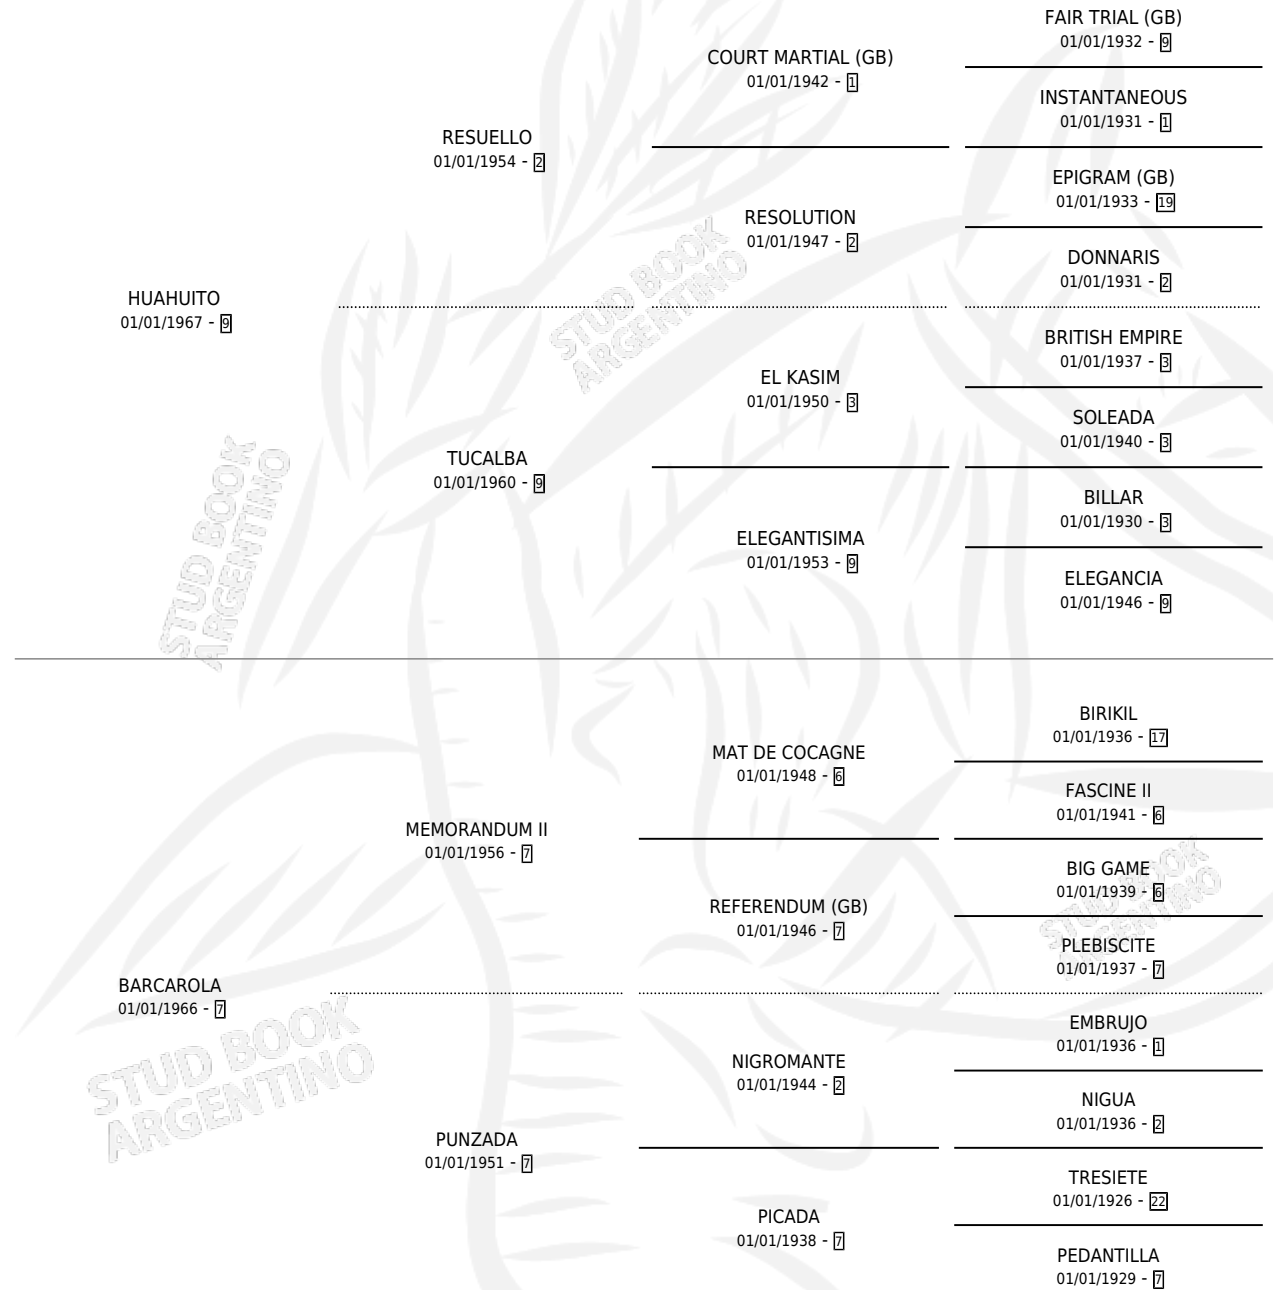 FAIR TRIAL (GB)
01/01/1932 - 9
COURT MARTIAL (GB)
01/01/1942 - 1
INSTANTANEOUS
01/01/1931 - 1
RESUELLO
01/01/1954 - 2
EPIGRAM (GB)
01/01/1933 - 19
RESOLUTION
01/01/1947 - 2
DONNARIS
01/01/1931 - 2
HUAHUITO
01/01/1967 - 9
BRITISH EMPIRE
01/01/1937 - 3
EL KASIM
01/01/1950 - 3
SOLEADA
01/01/1940 - 3
TUCALBA
01/01/1960 - 9
BILLAR
01/01/1930 - 3
ELEGANTISIMA
01/01/1953 - 9
ELEGANCIA
01/01/1946 - 9
BIRIKIL
01/01/1936 - 17
MAT DE COCAGNE
01/01/1948 - 6
FASCINE II
01/01/1941 - 6
MEMORANDUM II
01/01/1956 - 7
BIG GAME
01/01/1939 - 6
REFERENDUM (GB)
01/01/1946 - 7
PLEBISCITE
01/01/1937 - 7
BARCAROLA
01/01/1966 - 7
EMBRUJO
01/01/1936 - 1
NIGROMANTE
01/01/1944 - 2
NIGUA
01/01/1936 - 2
PUNZADA
01/01/1951 - 7
TRESIETE
01/01/1926 - 22
PICADA
01/01/1938 - 7
PEDANTILLA
01/01/1929 - 7
STUD BOOK
ARGENTINO
STUD BOOK
ARGENTINO
STUD BOOK
ARGENTINO
STUD BOOK
ARGENTINO